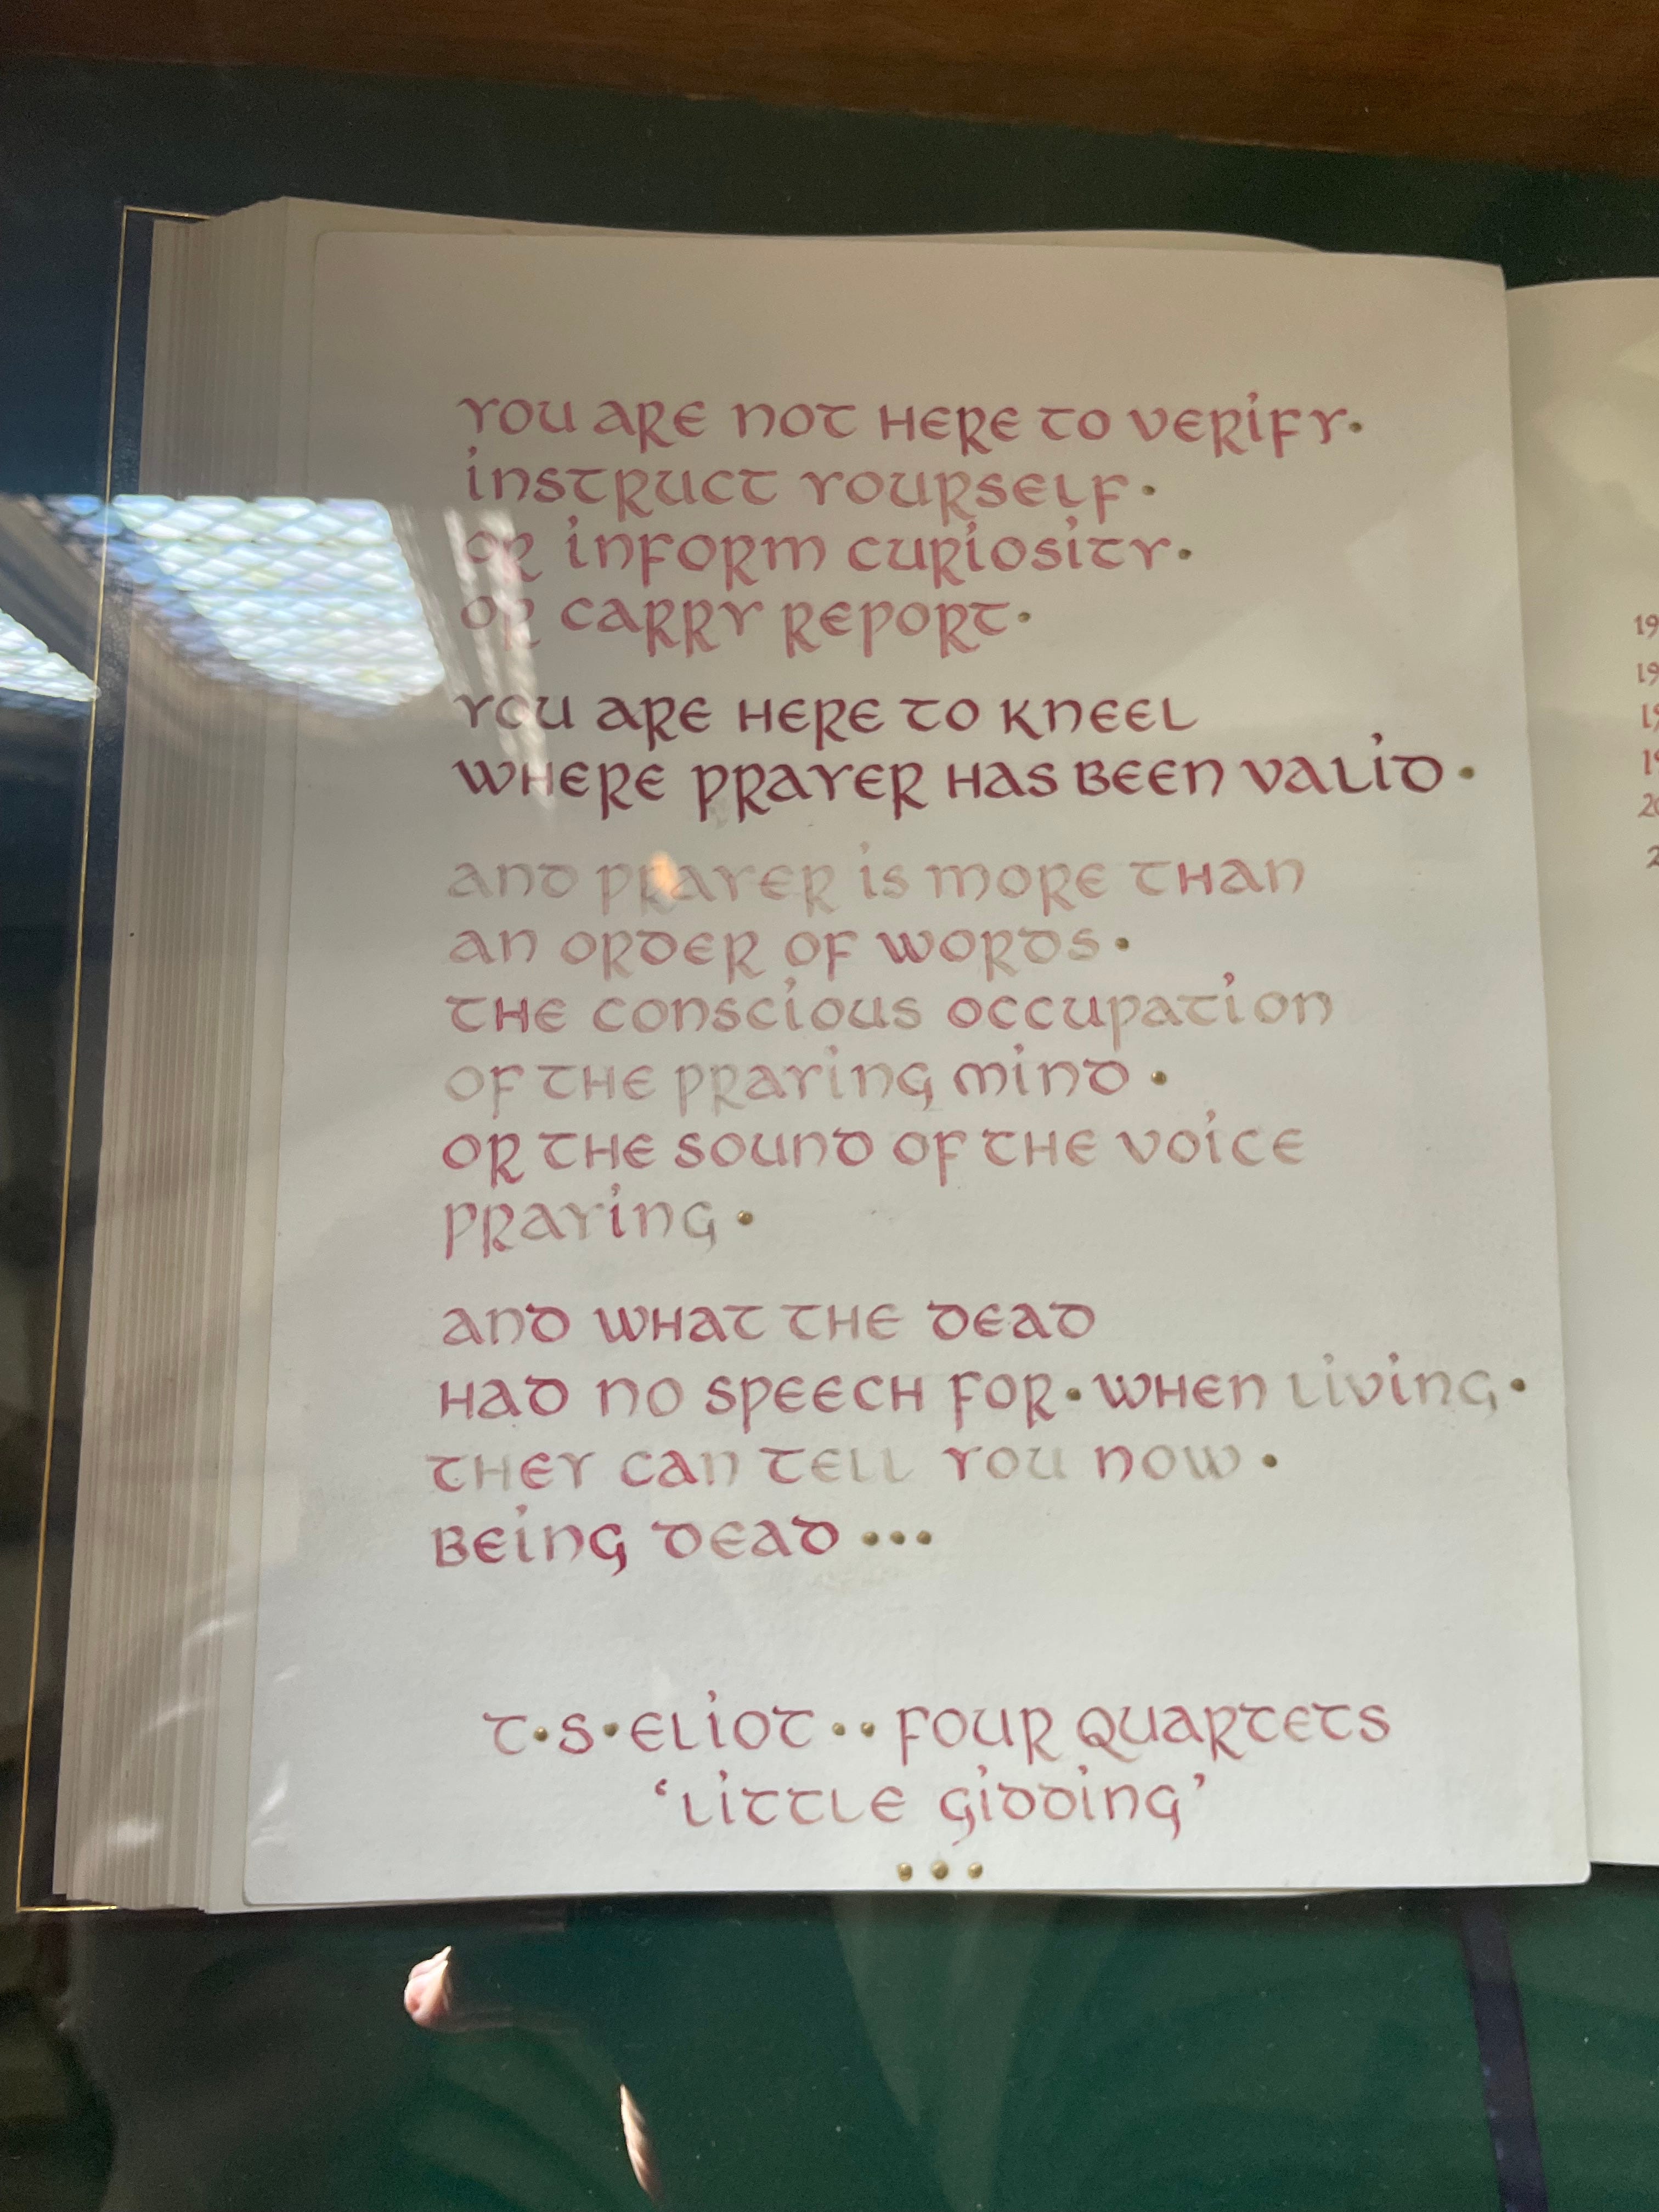 YOU ARE NOT HERE TO VERIFY·
INSTRUCT YOURSELF·
OR INFORM CURIOSITY·
OR CARRY REPORT·
YOU ARE HERE TO KNEEL
WHERE PRAYER HAS BEEN VALID·
AND PRAYER IS MORE THAN
AN ORDER OF WORDS·
THE CONSCIOUS OCCUPATION
OF THE PRAYING MIND·
OR THE SOUND OF THE VOICE
PRAYING·
AND WHAT THE DEAD
HAD NO SPEECH FOR·WHEN LIVING·
THEY CAN TELL YOU NOW·
BEING DEAD···
T·S·ELIOT··FOUR QUARTETS
‘LITTLE GIDDING’